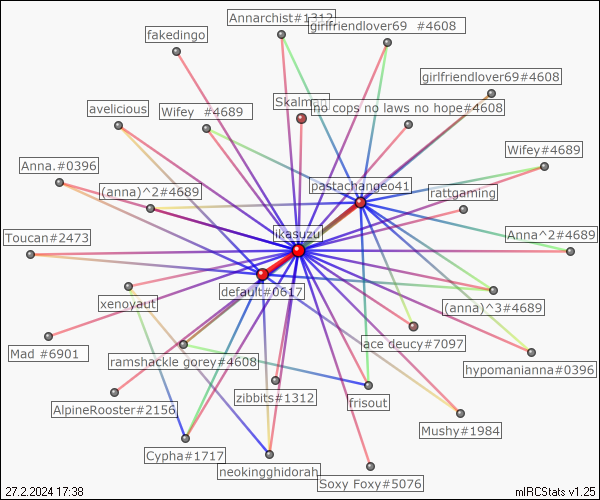 Annarchist#1312
girlfriendlover69 #4608
fakedingo
girlfriendlover69#4608
Skalman
avelicious
Wifey #4689
no cops no laws no hope#4608
Wifey#4689
Anna.#0396
(anna)^2#4689
pastachangeo41
rattgaming
Toucan#2473
ikasuzu
Anna^2#4689
default#0617
xenoyaut
(anna)^3#4689
Mad #6901
ramshackle gorey#4608
ace deucy#7097
hypomanianna#0396
AlpineRooster#2156
zibbits#1312
frisout
Mushy#1984
Cypha#1717
neokingghidorah
Soxy Foxy#5076
27.2.2024 17:38
mIRCStats v1.25